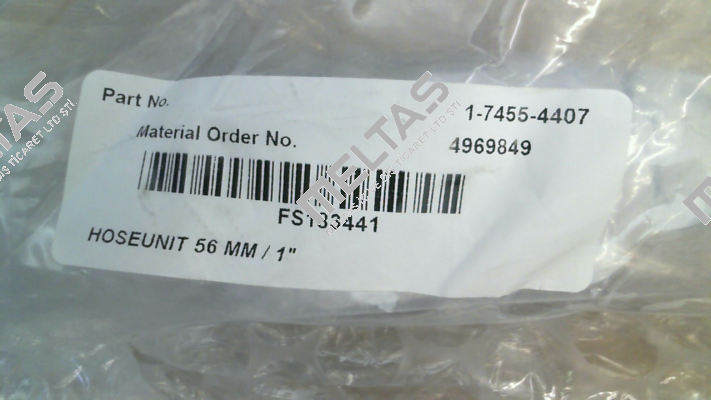 Part No. 1-7455-4407
Material Order No. 4969849
FS133441
HOSEUNIT 56 MM / 1"
MELTAS